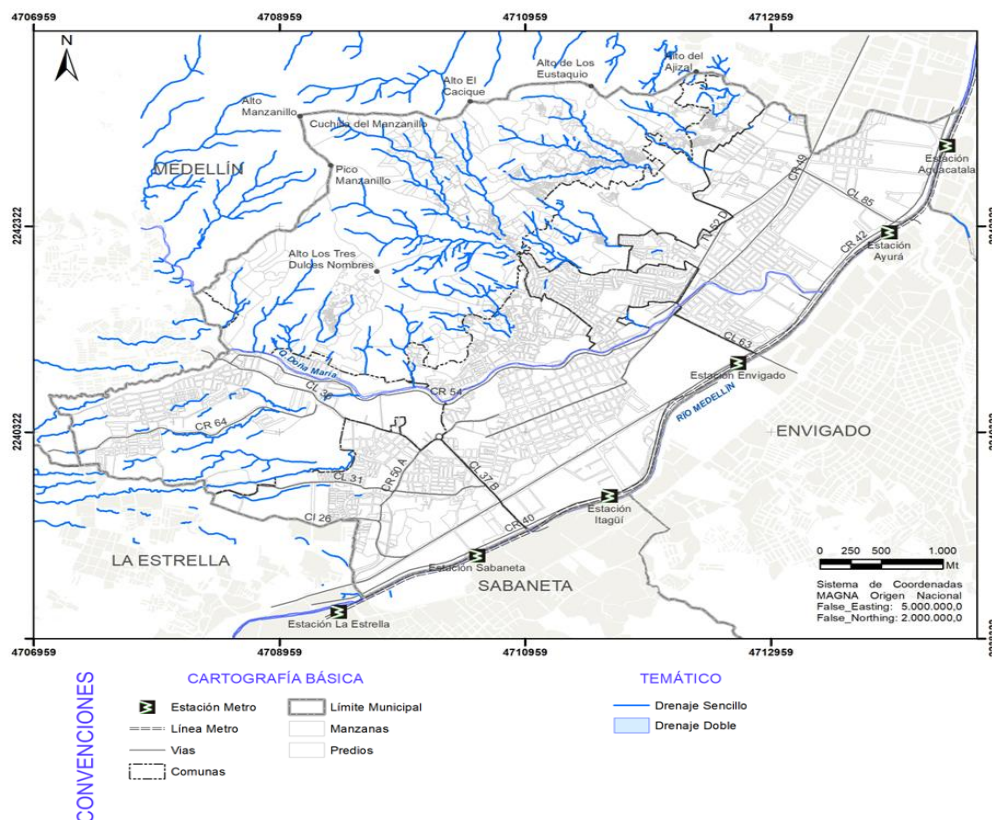 4706959
4708959
4710959
4712959
N
Alto de Los
Eustaquio
Alto del
Ajizal
Alto El
Cacique
Alto
Manzanillo
Cuchilla del Manzanillo
MEDELLÍN
Pico
Manzanillo
Estación
Aguacatala
CR 49
CL 85
2242322
TV 52 D
CR 42
Estación
Ayurá
Alto Los Tres
Dulces Nombres
CL 63
Q Doña María
CL 36
CR 54
Estación Envigado
RÍO MEDELLÍN
CR 64
2240322
ENVIGADO
CR 50 A
CL 37 B
CL 31
Estación
Itagüí
Cl 26
CR 40
LA ESTRELLA
Estación Sabaneta
SABANETA
0 250 500 1.000
Mt
Sistema de Coordenadas
MAGNA Origen Nacional
False_Easting: 5.000.000,0
False_Northing: 2.000.000,0
Estación La Estrella
4706959
4708959
4710959
4712959
CONVENCIONES
CARTOGRAFÍA BÁSICA
Estación Metro
Línea Metro
Vias
Comunas
Límite Municipal
Manzanas
Predios
TEMÁTICO
Drenaje Sencillo
Drenaje Doble